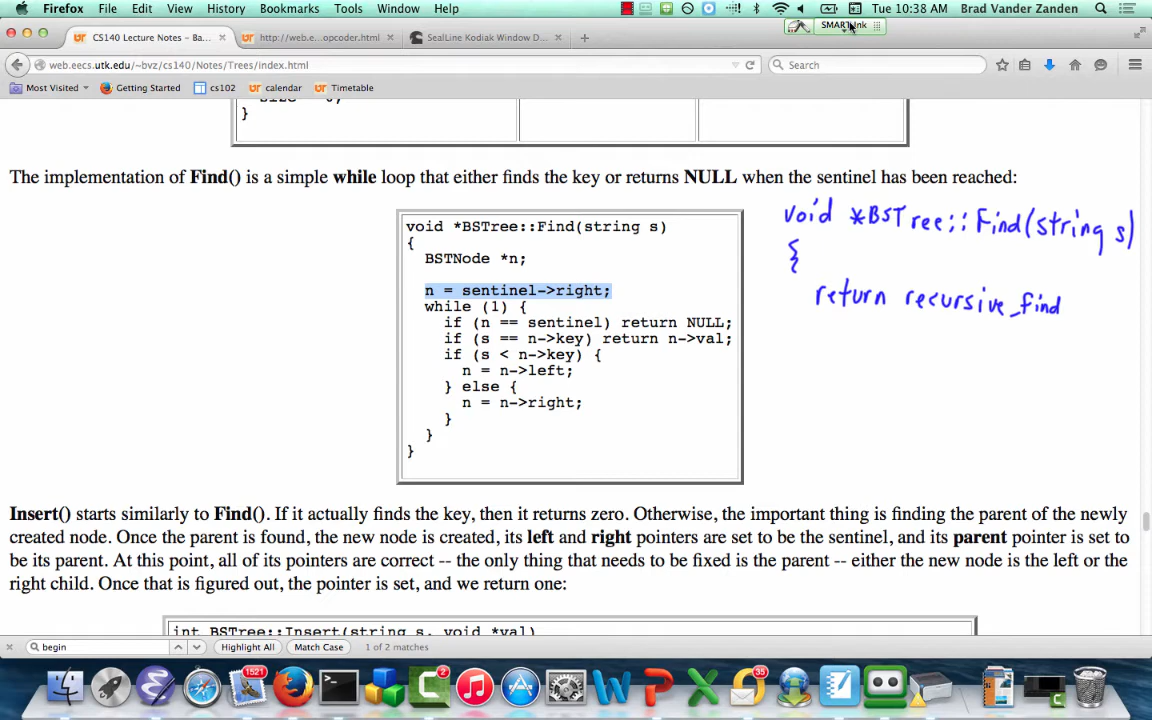 Firefox File Edit View History Bookmarks Tools Window Help Tue 10:38 AM Brad Vander Zanden
SMART Ink
CS140 Lecture Notes – Ba... × http://web.e...opcoder.html × SealLine Kodiak Window D... × +
web.eecs.utk.edu/~bvz/cs140/Notes/Trees/index.html Search
Most Visited Getting Started cs102 calendar Timetable
}
The implementation of Find() is a simple while loop that either finds the key or returns NULL when the sentinel has been reached:
void *BSTree::Find(string s)
{
BSTNode *n;
n = sentinel->right;
while (1) {
if (n == sentinel) return NULL;
if (s == n->key) return n->val;
if (s < n->key) {
n = n->left;
} else {
n = n->right;
}
}
}
void *BSTree::Find(string s)
{
return recursive_find
Insert() starts similarly to Find(). If it actually finds the key, then it returns zero. Otherwise, the important thing is finding the parent of the newly
created node. Once the parent is found, the new node is created, its left and right pointers are set to be the sentinel, and its parent pointer is set to
be its parent. At this point, all of its pointers are correct -- the only thing that needs to be fixed is the parent -- either the new node is the left or the
right child. Once that is figured out, the pointer is set, and we return one:
int BSTree::Insert(string s, void *val)
× begin Highlight All Match Case 1 of 2 matches
1521 2 35